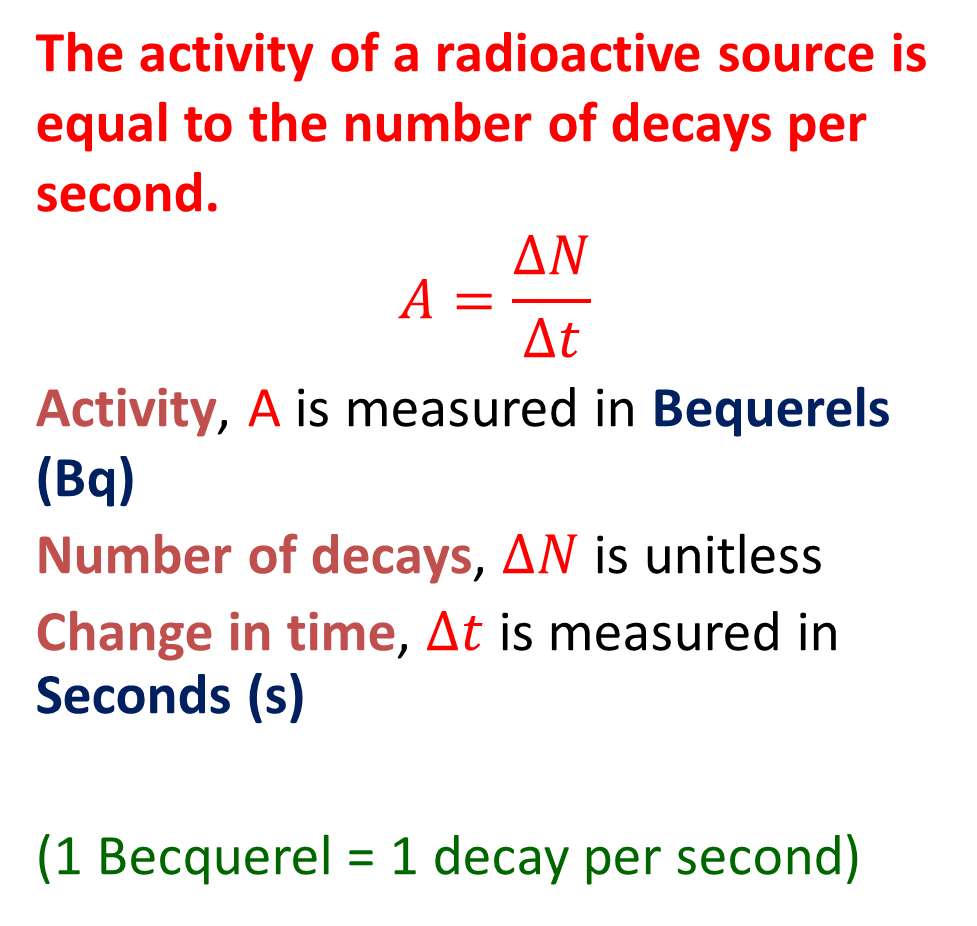 The activity of a radioactive source is
equal to the number of decays per
second.
A = ΔN/Δt
Activity, A is measured in Bequerels
(Bq)
Number of decays, ΔN is unitless
Change in time, Δt is measured in
Seconds (s)
(1 Becquerel = 1 decay per second)